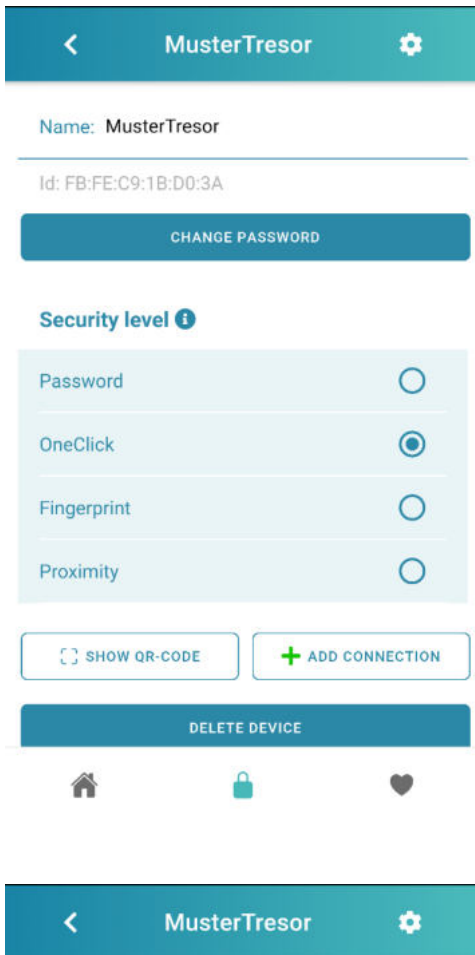 MusterTresor
Name: MusterTresor
Id: FB:FE:C9:1B:D0:3A
CHANGE PASSWORD
Security level
Password
OneClick
Fingerprint
Proximity
SHOW QR-CODE
ADD CONNECTION
DELETE DEVICE
MusterTresor